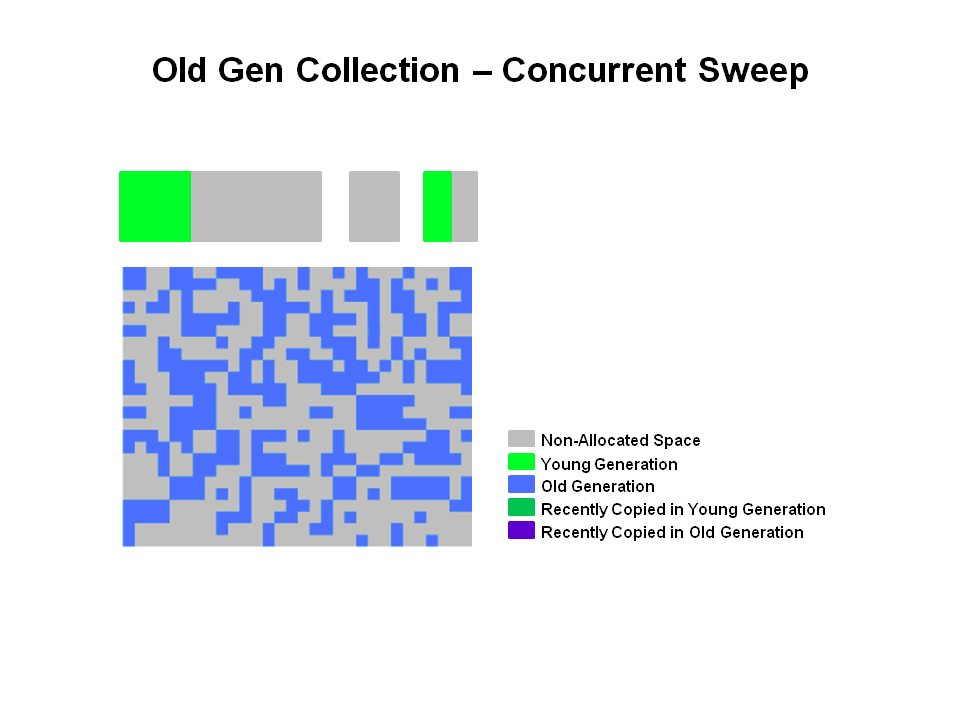 Old Gen Collection – Concurrent Sweep
Non-Allocated Space
Young Generation
Old Generation
Recently Copied in Young Generation
Recently Copied in Old Generation